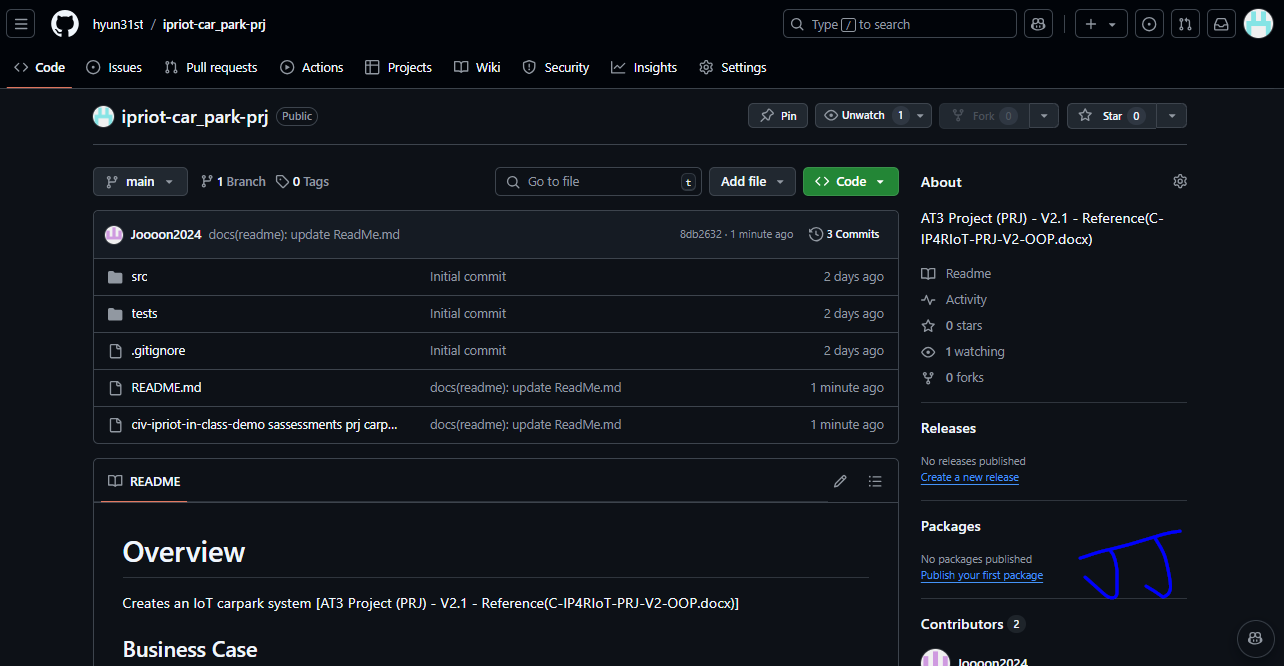 hyun31st / ipriot-car_park-prj
Type / to search
Code
Issues
Pull requests
Actions
Projects
Wiki
Security
Insights
Settings
ipriot-car_park-prj Public
Pin
Unwatch 1
Fork 0
Star 0
main
1 Branch
0 Tags
Go to file t
Add file
Code
Joooon2024 docs(readme): update ReadMe.md 8db2632 · 1 minute ago 3 Commits
src Initial commit 2 days ago
tests Initial commit 2 days ago
.gitignore Initial commit 2 days ago
README.md docs(readme): update ReadMe.md 1 minute ago
civ-ipriot-in-class-demo sassessments prj carp... docs(readme): update ReadMe.md 1 minute ago
README
Overview
Creates an IoT carpark system [AT3 Project (PRJ) - V2.1 - Reference(C-IP4RIoT-PRJ-V2-OOP.docx)]
Business Case
About
AT3 Project (PRJ) - V2.1 - Reference(C-
IP4RIoT-PRJ-V2-OOP.docx)
Readme
Activity
0 stars
1 watching
0 forks
Releases
No releases published
Create a new release
Packages
No packages published
Publish your first package
JJ
Contributors 2
Joooon2024